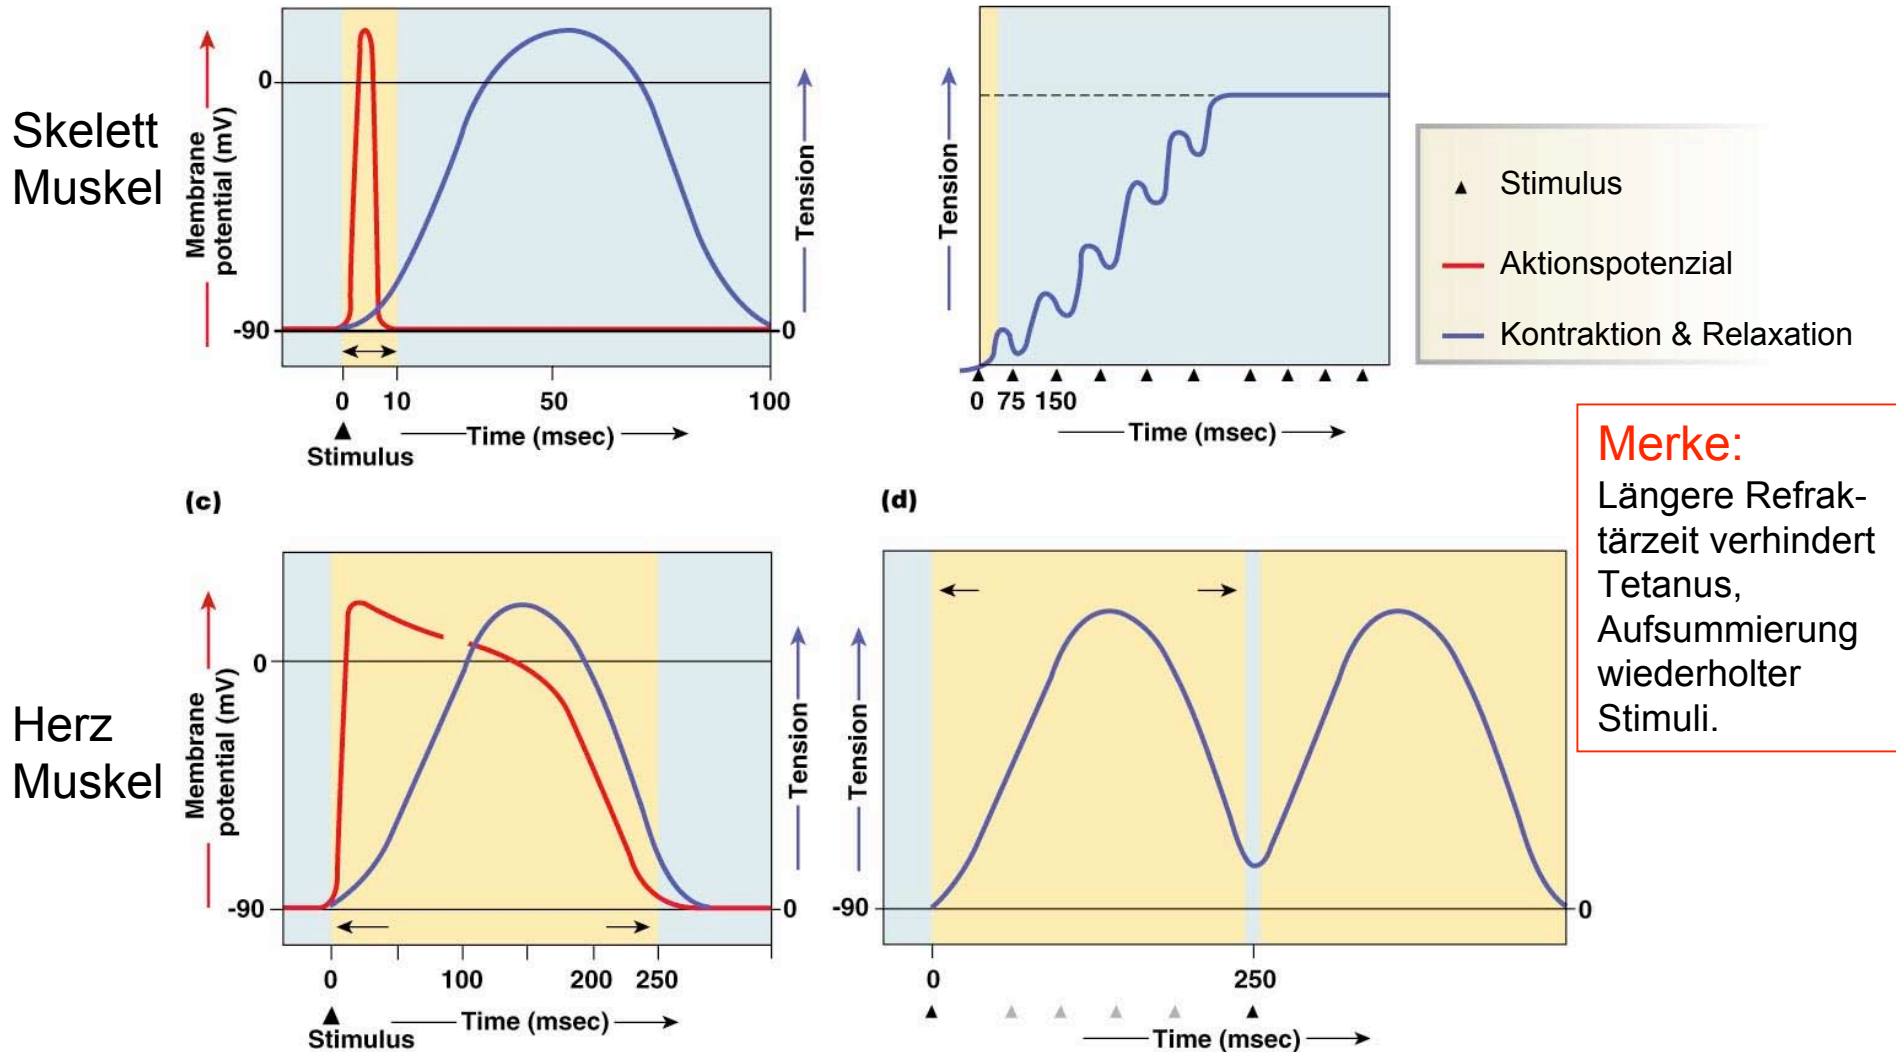 Skelett
Muskel
Membrane
potential (mV)
0
-90
Tension
0
0 10 50 100
Time (msec)
Stimulus
Tension
0 75 150
Time (msec)
Stimulus
Aktionspotenzial
Kontraktion & Relaxation
Merke:
Längere Refrak-
tärzeit verhindert
Tetanus,
Aufsummierung
wiederholter
Stimuli.
(c)
Herz
Muskel
Membrane
potential (mV)
0
-90
Tension
0
0 100 200 250
Time (msec)
Stimulus
(d)
Tension
-90
0
0 250
Time (msec)